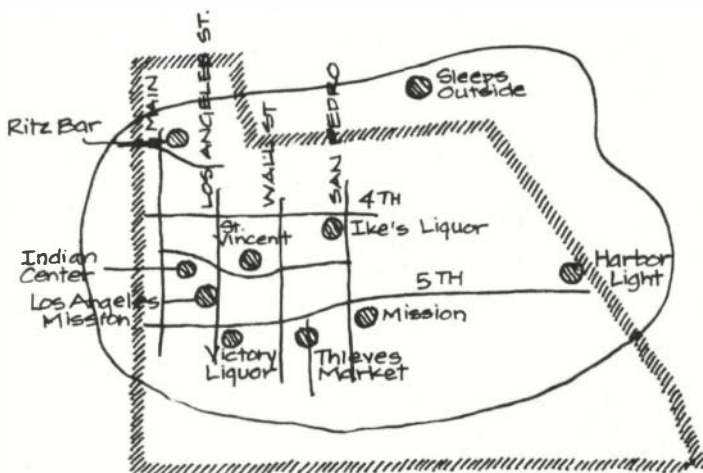 MAIN
LOS ANGELES ST.
WALL ST
SAN PEDRO
Sleeps
Outside
Ritz Bar
4TH
St.
Vincent
Ike's Liquor
Indian
Center
Harbor
Light
5TH
Los Angeles
Mission
Mission
Victory
Liquor
Thieves
Market